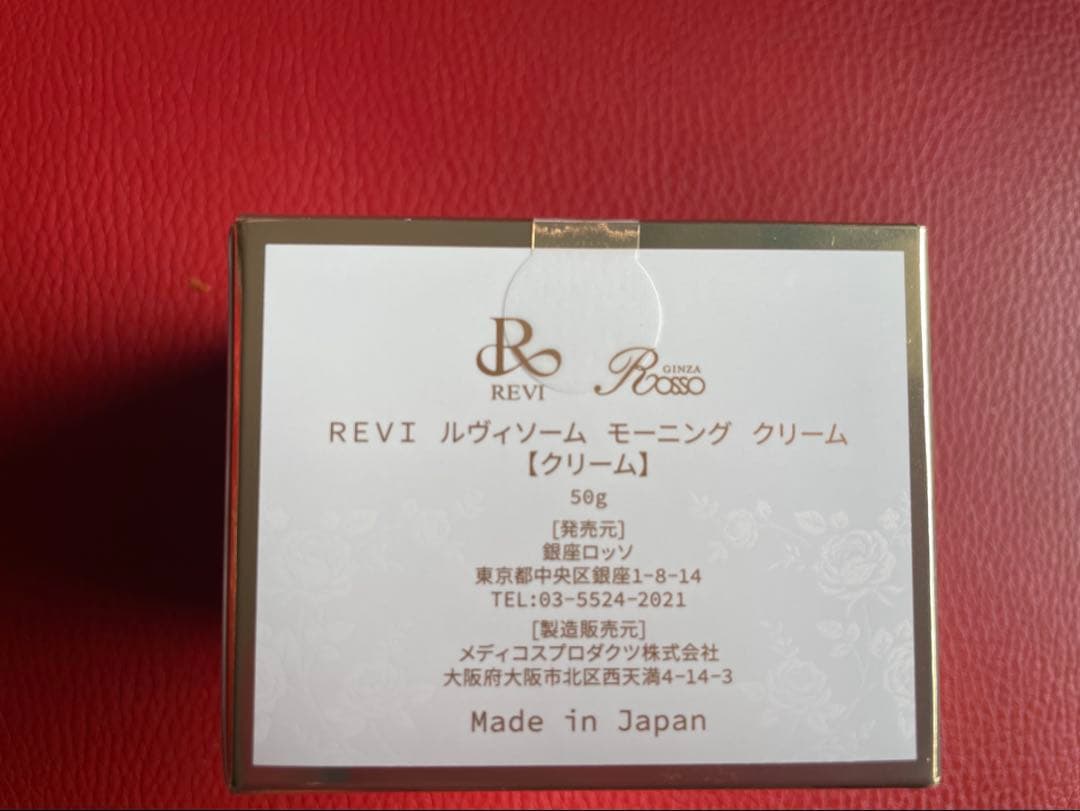 R
REVI
GINZA
Rosso
REVI ルヴィソーム モーニング クリーム
【クリーム】
50g
[発売元]
銀座ロッソ
東京都中央区銀座1-8-14
TEL:03-5524-2021
[製造販売元]
メディコスプロダクツ株式会社
大阪府大阪市北区西天満4-14-3
Made in Japan